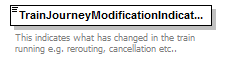 TrainJourneyModificationIndicat...
This indicates what has changed in the train
running e.g. rerouting, cancellation etc..